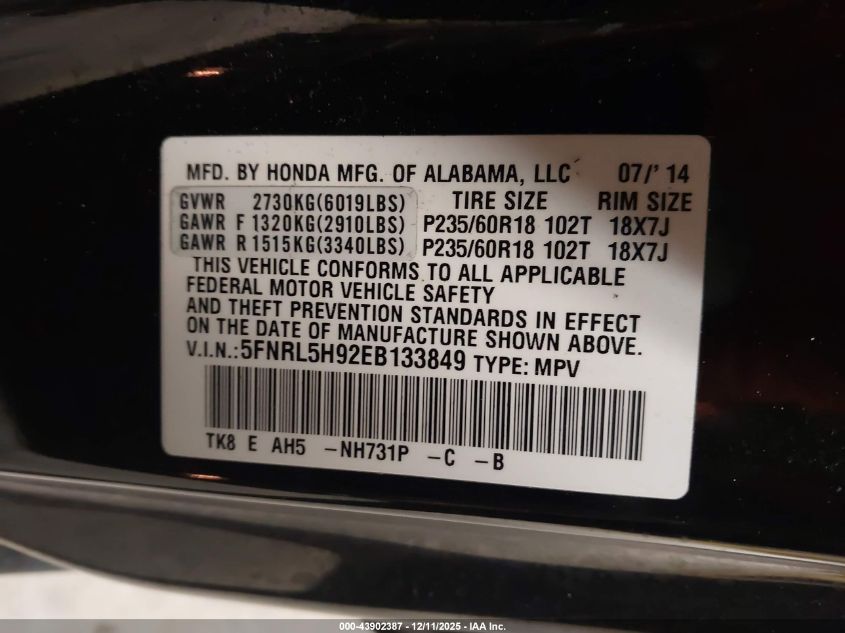 MFD. BY HONDA MFG. OF ALABAMA, LLC 07/' 14
GVWR 2730KG(6019LBS) TIRE SIZE RIM SIZE
GAWR F 1320KG(2910LBS) P235/60R18 102T 18X7J
GAWR R 1515KG(3340LBS) P235/60R18 102T 18X7J
THIS VEHICLE CONFORMS TO ALL APPLICABLE
FEDERAL MOTOR VEHICLE SAFETY
AND THEFT PREVENTION STANDARDS IN EFFECT
ON THE DATE OF MANUFACTURE SHOWN ABOVE.
V.I.N.:5FNRL5H92EB133849 TYPE: MPV
TK8 E AH5 -NH731P -C -B
000-43902387 - 12/11/2025 - IAA Inc.